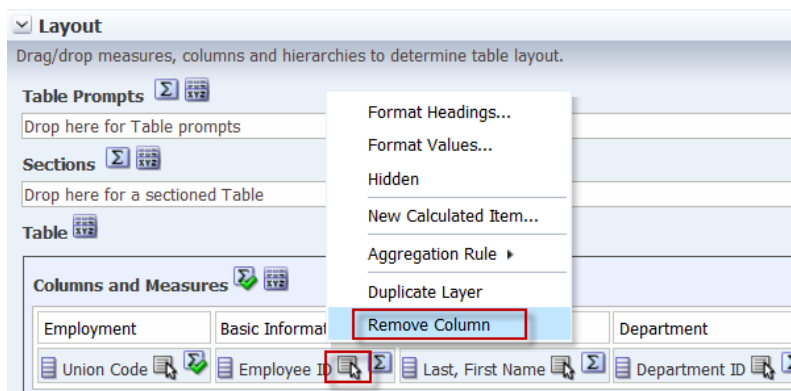 Layout
Drag/drop measures, columns and hierarchies to determine table layout.
Table Prompts
Drop here for Table prompts
Sections
Drop here for a sectioned Table
Table
Columns and Measures
Format Headings...
Format Values...
Hidden
New Calculated Item...
Aggregation Rule
Duplicate Layer
Remove Column
Employment Basic Informat Department
Union Code Employee ID Last, First Name Department ID